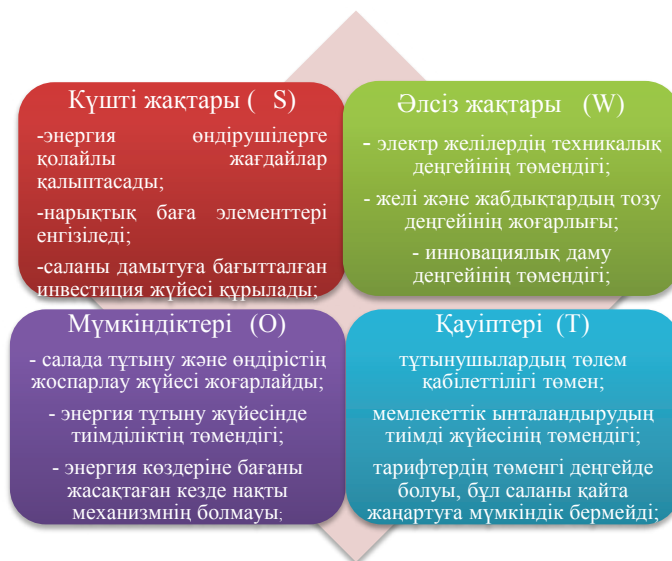 Күшті жақтары ( S)
-энергия өндірушілерге
қолайлы жағдайлар
қалыптасады;
-нарықтық баға элементтері
енгізіледі;
-саланы дамытуға бағытталған
инвестиция жүйесі құрылады;
Әлсіз жақтары (W)
- электр желілердің техникалық
деңгейінің төмендігі;
- желі және жабдықтардың тозу
деңгейінің жоғарлығы;
- инновациялық даму
деңгейінің төмендігі;
Мүмкіндіктері (O)
- салада тұтыну және өндірістің
жоспарлау жүйесі жоғарлайды;
- энергия тұтыну жүйесінде
тиімділіктің төмендігі;
- энергия көздеріне бағаны
жасақтаған кезде нақты
механизмнің болмауы;
Қауіптері (T)
тұтынушылардың төлем
қабілеттілігі төмен;
мемлекеттік ынталандырудың
тиімді жүйесінің төмендігі;
тарифтердің төменгі деңгейде
болуы, бұл саланы қайта
жаңартуға мүмкіндік бермейді;